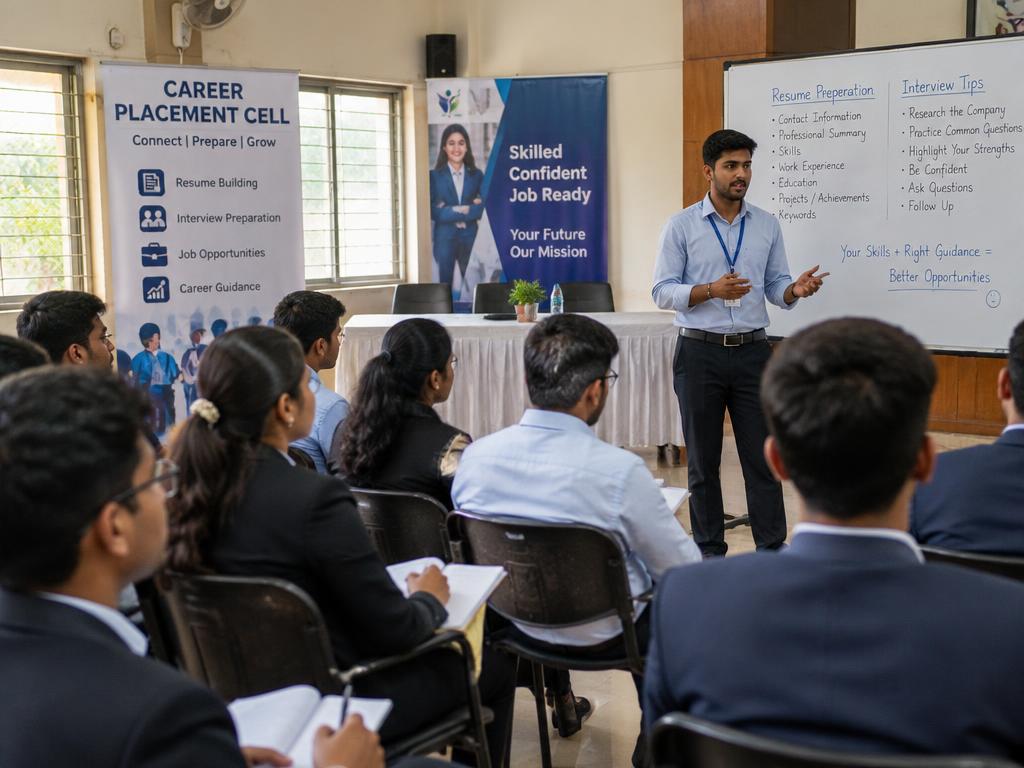 CAREER
PLACEMENT CELL
Connect | Prepare | Grow
Resume Building
Interview Preparation
Job Opportunities
Career Guidance
Skilled
Confident
Job Ready
Your Future
Our Mission
Resume Preperation
• Contact Information
• Professional Summary
• Skills
• Work Experience
• Education
• Projects / Achievements
• Keywords
Interview Tips
• Research the Company
• Practice Common Questions
• Highlight Your Strengths
• Be Confident
• Ask Questions
• Follow Up
Your Skills + Right Guidance =
Better Opportunities